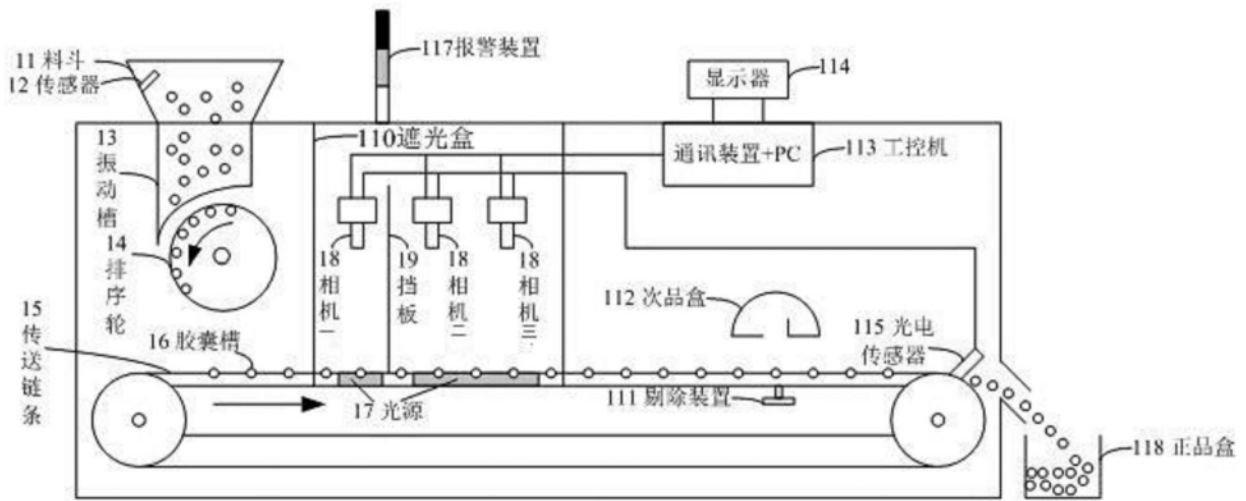 11 料斗
12 传感器
117报警装置
显示器
114
13
振
动
槽
110遮光盒
通讯装置+PC
113 工控机
14
排
序
轮
18
相
机
一
19
挡
板
18
相
机
二
18
相
机
三
112 次品盒
15
传
送
链
条
16 胶囊槽
115 光电
传感器
17 光源
111 剔除装置
118 正品盒